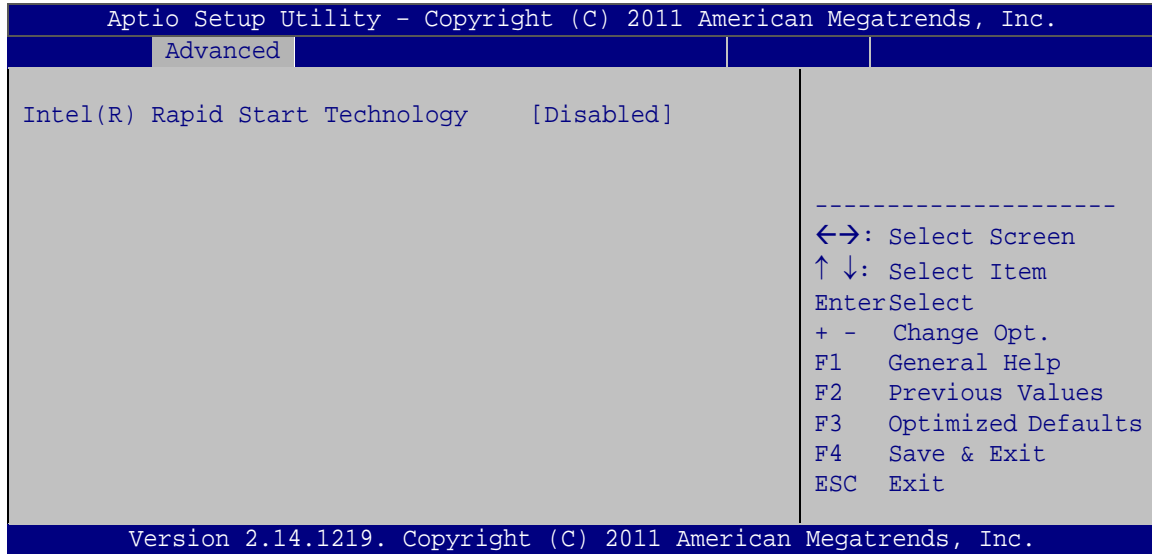 Aptio Setup Utility – Copyright (C) 2011 American Megatrends, Inc.
Advanced
Intel(R) Rapid Start Technology [Disabled]
---------------------
←→: Select Screen
↑ ↓: Select Item
EnterSelect
+ - Change Opt.
F1 General Help
F2 Previous Values
F3 Optimized Defaults
F4 Save & Exit
ESC Exit
Version 2.14.1219. Copyright (C) 2011 American Megatrends, Inc.